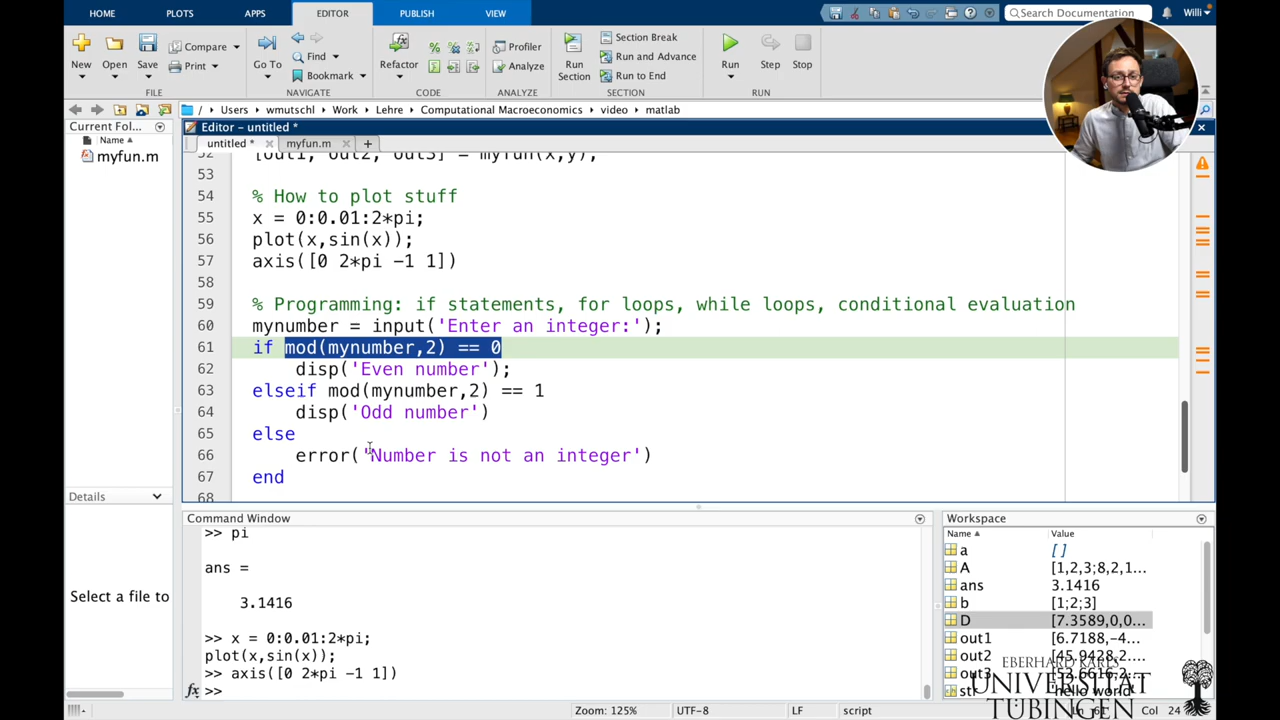 HOME PLOTS APPS EDITOR PUBLISH VIEW Search Documentation Willi
New Open Save Compare Print Go To Find Bookmark Refactor Profiler Analyze Run Section Section Break Run and Advance Run to End Run Step Stop
FILE NAVIGATE CODE ANALYZE SECTION RUN
/ Users wmutschl Work Lehre Computational Macroeconomics video matlab
Current Fol...
Name
myfun.m
Details
Select a file to
Editor - untitled *
untitled * myfun.m
52 [out1, out2, out3] = myfun(x,y);
53
54 % How to plot stuff
55 x = 0:0.01:2*pi;
56 plot(x,sin(x));
57 axis([0 2*pi -1 1])
58
59 % Programming: if statements, for loops, while loops, conditional evaluation
60 mynumber = input('Enter an integer:');
61 if mod(mynumber,2) == 0
62 disp('Even number');
63 elseif mod(mynumber,2) == 1
64 disp('Odd number')
65 else
66 error('Number is not an integer')
67 end
68
Command Window
>> pi
ans =
3.1416
>> x = 0:0.01:2*pi;
plot(x,sin(x));
>> axis([0 2*pi -1 1])
>>
fx
Workspace
Name Value
a []
A [1,2,3;8,2,1...
ans 3.1416
b [1;2;3]
D [7.3589,0,0...
out1 [6.7188,-4...
out2 [45.9428,2...
out3 [52.6616,2...
str 'hello world'
EBERHARD KARLS
UNIVERSITÄT
TÜBINGEN
Zoom: 125% UTF-8 LF script Ln 61 Col 24